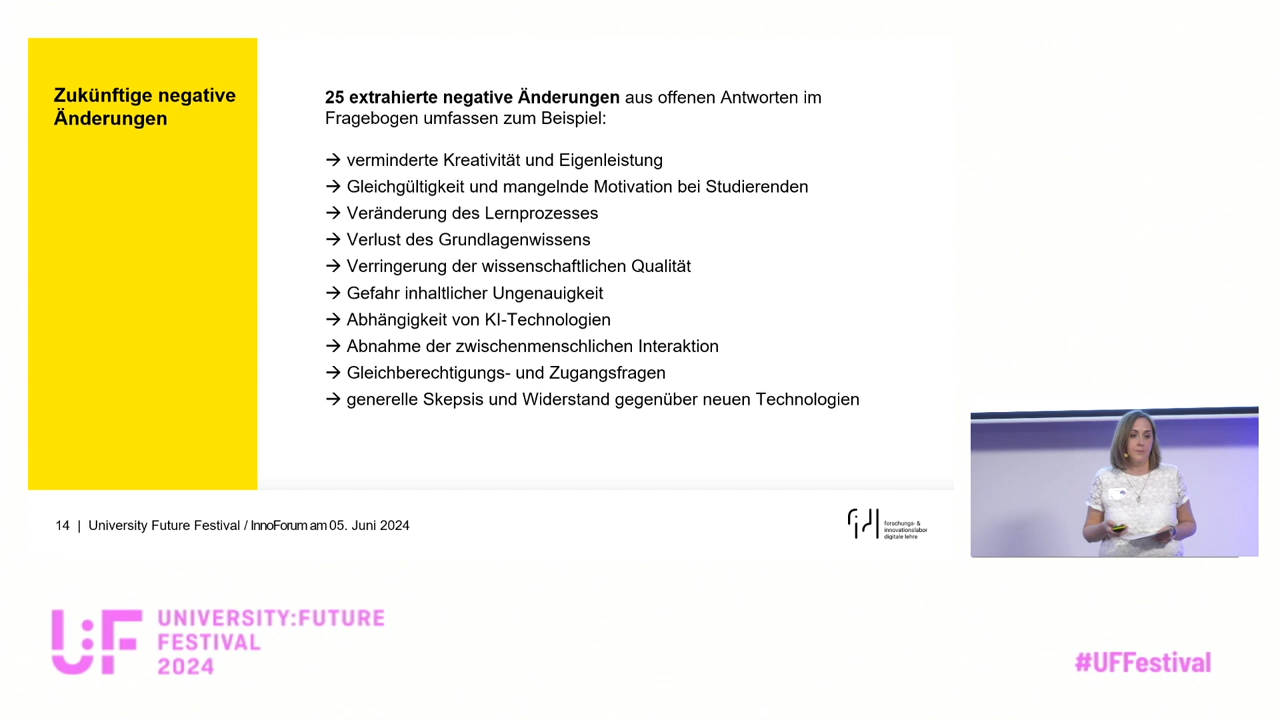 Zukünftige negative
Änderungen
25 extrahierte negative Änderungen aus offenen Antworten im
Fragebogen umfassen zum Beispiel:
→ verminderte Kreativität und Eigenleistung
→ Gleichgültigkeit und mangelnde Motivation bei Studierenden
→ Veränderung des Lernprozesses
→ Verlust des Grundlagenwissens
→ Verringerung der wissenschaftlichen Qualität
→ Gefahr inhaltlicher Ungenauigkeit
→ Abhängigkeit von KI-Technologien
→ Abnahme der zwischenmenschlichen Interaktion
→ Gleichberechtigungs- und Zugangsfragen
→ generelle Skepsis und Widerstand gegenüber neuen Technologien
14 | University Future Festival / InnoForum am 05. Juni 2024
fidl
forschungs- &
innovationslabor
digitale lehre
U:F
UNIVERSITY:FUTURE
FESTIVAL
2024
#UFFestival